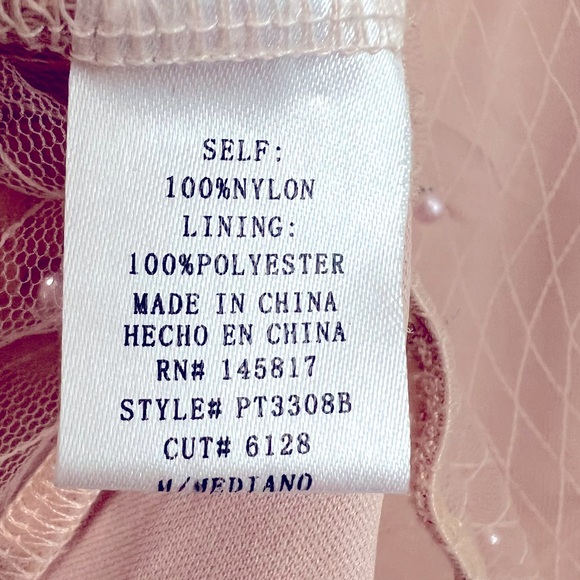 SELF:
100%NYLON
LINING:
100%POLYESTER
MADE IN CHINA
HECHO EN CHINA
RN# 145817
STYLE# PT3308B
CUT# 6128
M/MEDIANO